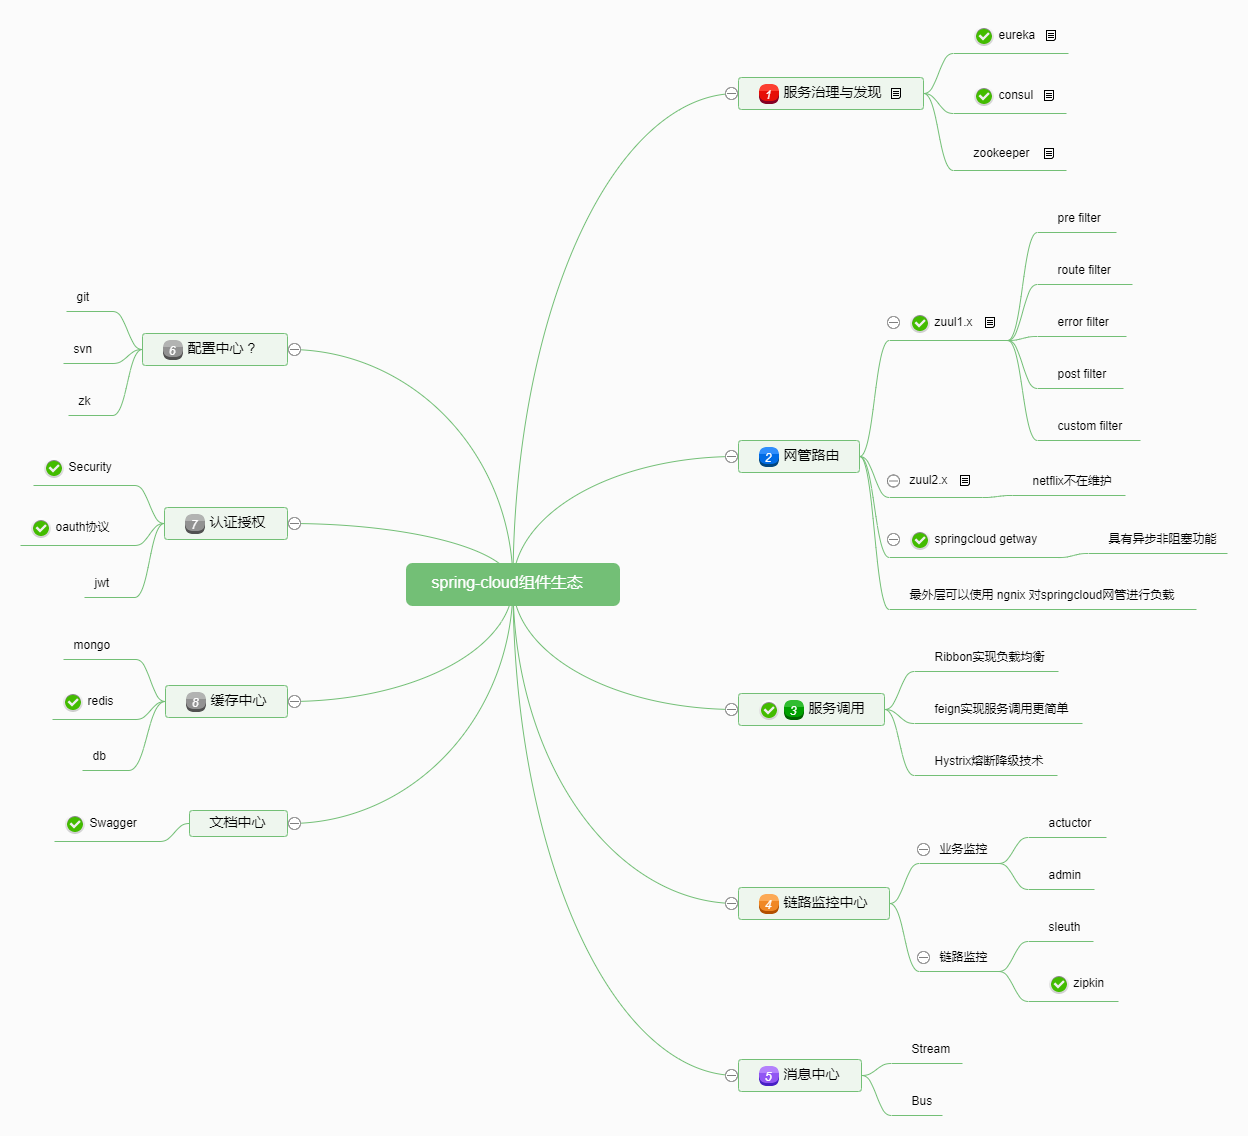 spring-cloud组件生态
1 服务治理与发现
eureka
consul
zookeeper
2 网管路由
zuul1.x
pre filter
route filter
error filter
post filter
custom filter
zuul2.x
netflix不在维护
springcloud getway
具有异步非阻塞功能
最外层可以使用 ngnix 对springcloud网管进行负载
3 服务调用
Ribbon实现负载均衡
feign实现服务调用更简单
Hystrix熔断降级技术
4 链路监控中心
业务监控
actuctor
admin
链路监控
sleuth
zipkin
5 消息中心
Stream
Bus
6 配置中心？
git
svn
zk
7 认证授权
Security
oauth协议
jwt
8 缓存中心
mongo
redis
db
文档中心
Swagger